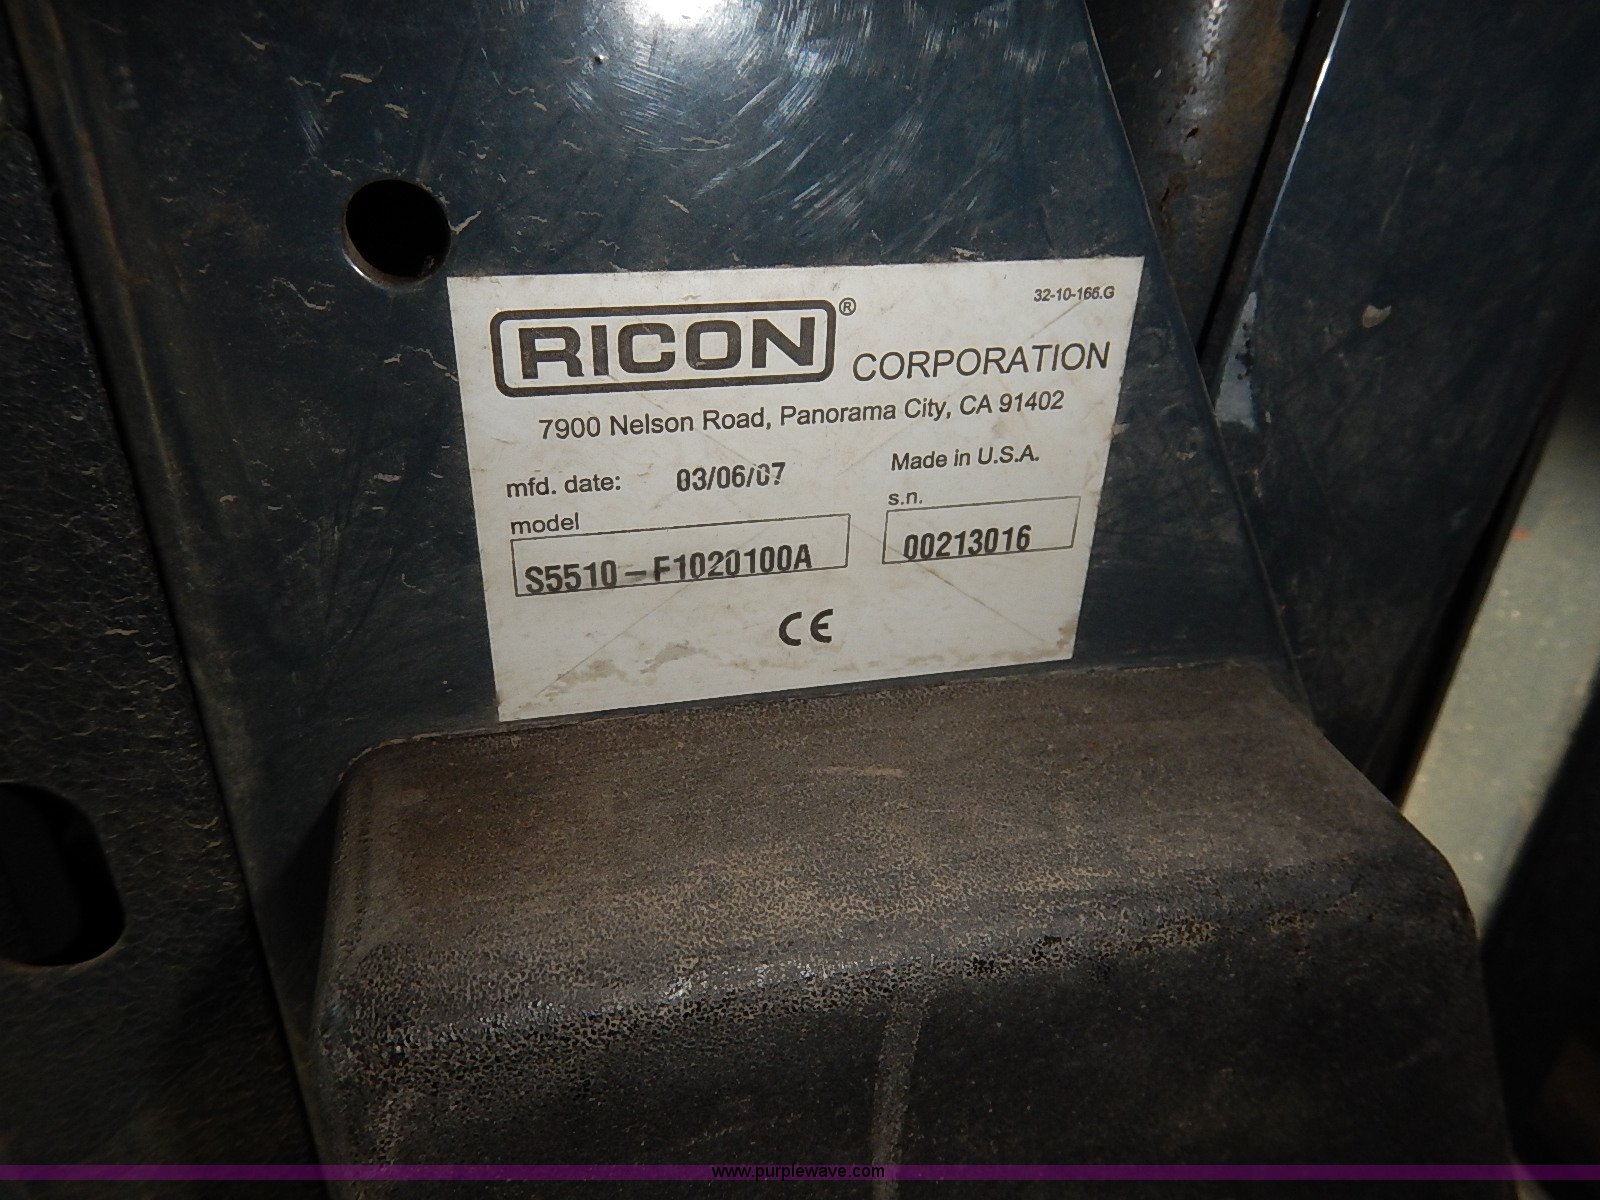 32-10-166.G
RICON® CORPORATION
7900 Nelson Road, Panorama City, CA 91402
mfd. date: 03/06/07 Made in U.S.A.
model s.n.
S5510-F1020100A 00213016
CE
www.purplewave.com